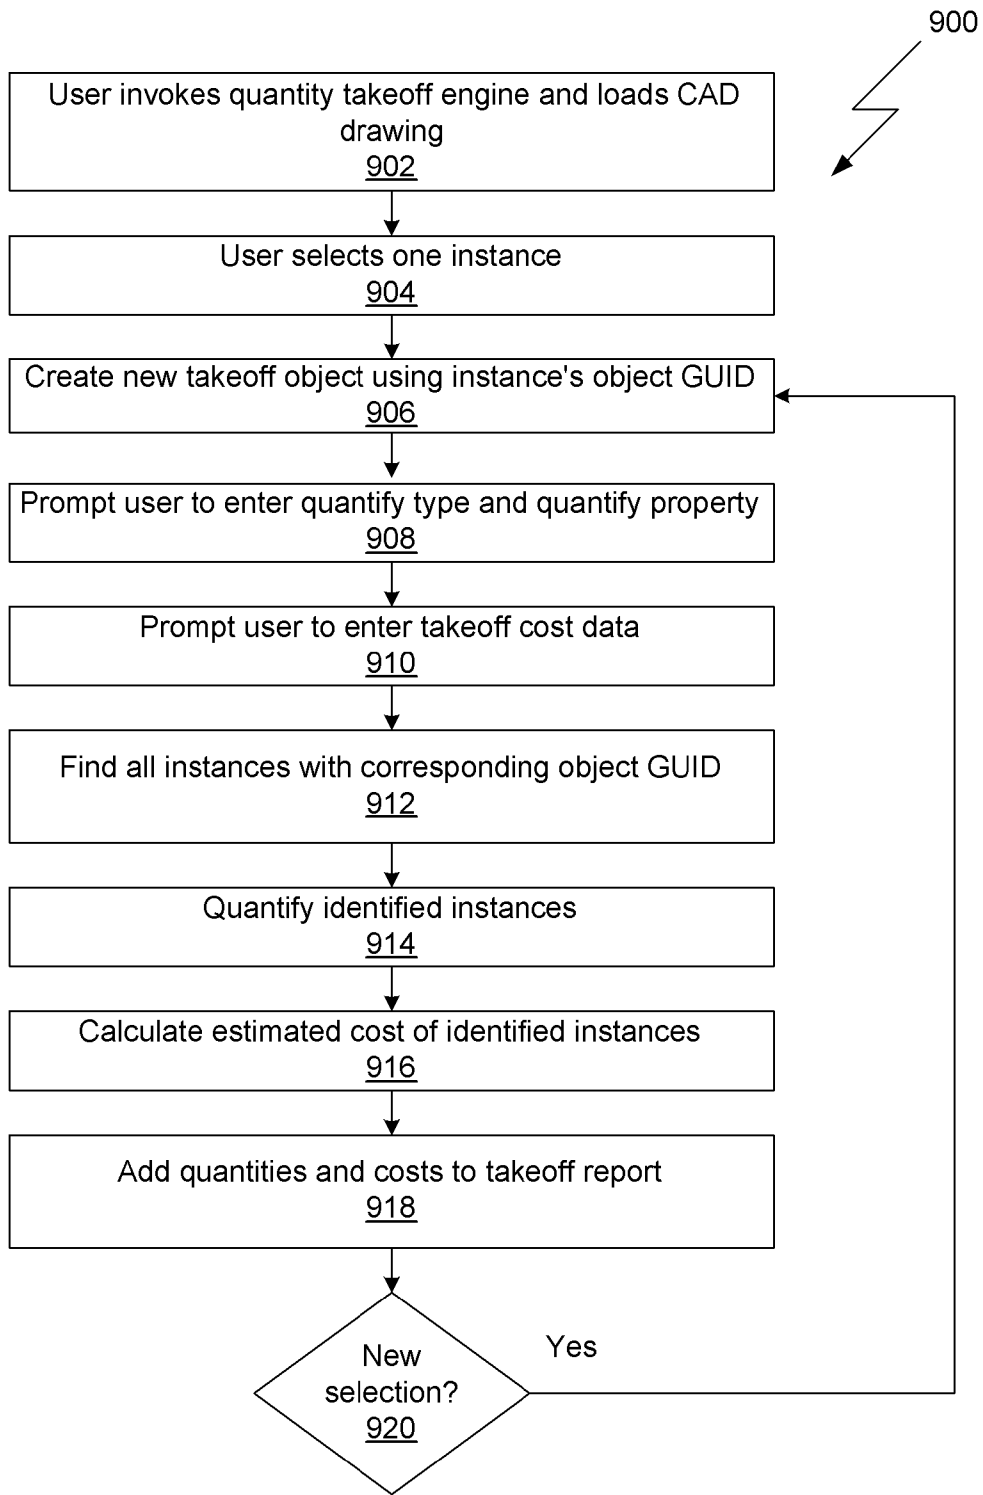 900
User invokes quantity takeoff engine and loads CAD
drawing
902
User selects one instance
904
Create new takeoff object using instance's object GUID
906
Prompt user to enter quantify type and quantify property
908
Prompt user to enter takeoff cost data
910
Find all instances with corresponding object GUID
912
Quantify identified instances
914
Calculate estimated cost of identified instances
916
Add quantities and costs to takeoff report
918
New
selection?
920
Yes